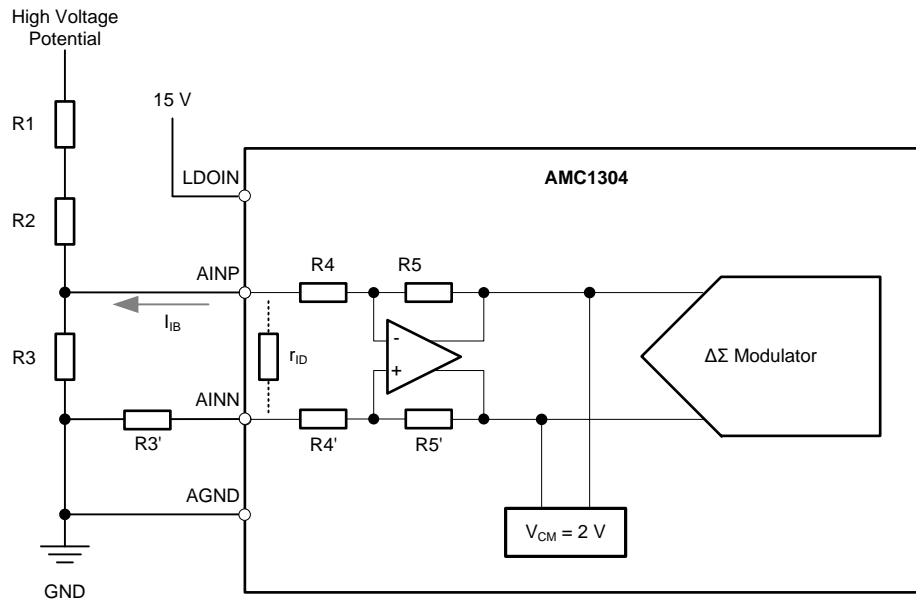 High Voltage
Potential
R1
15 V
LDOIN
AMC1304
R2
AINP
R4
R5
I_IB
R3
r_ID
-
+
ΔΣ Modulator
AINN
R3'
R4'
R5'
AGND
V_CM = 2 V
GND